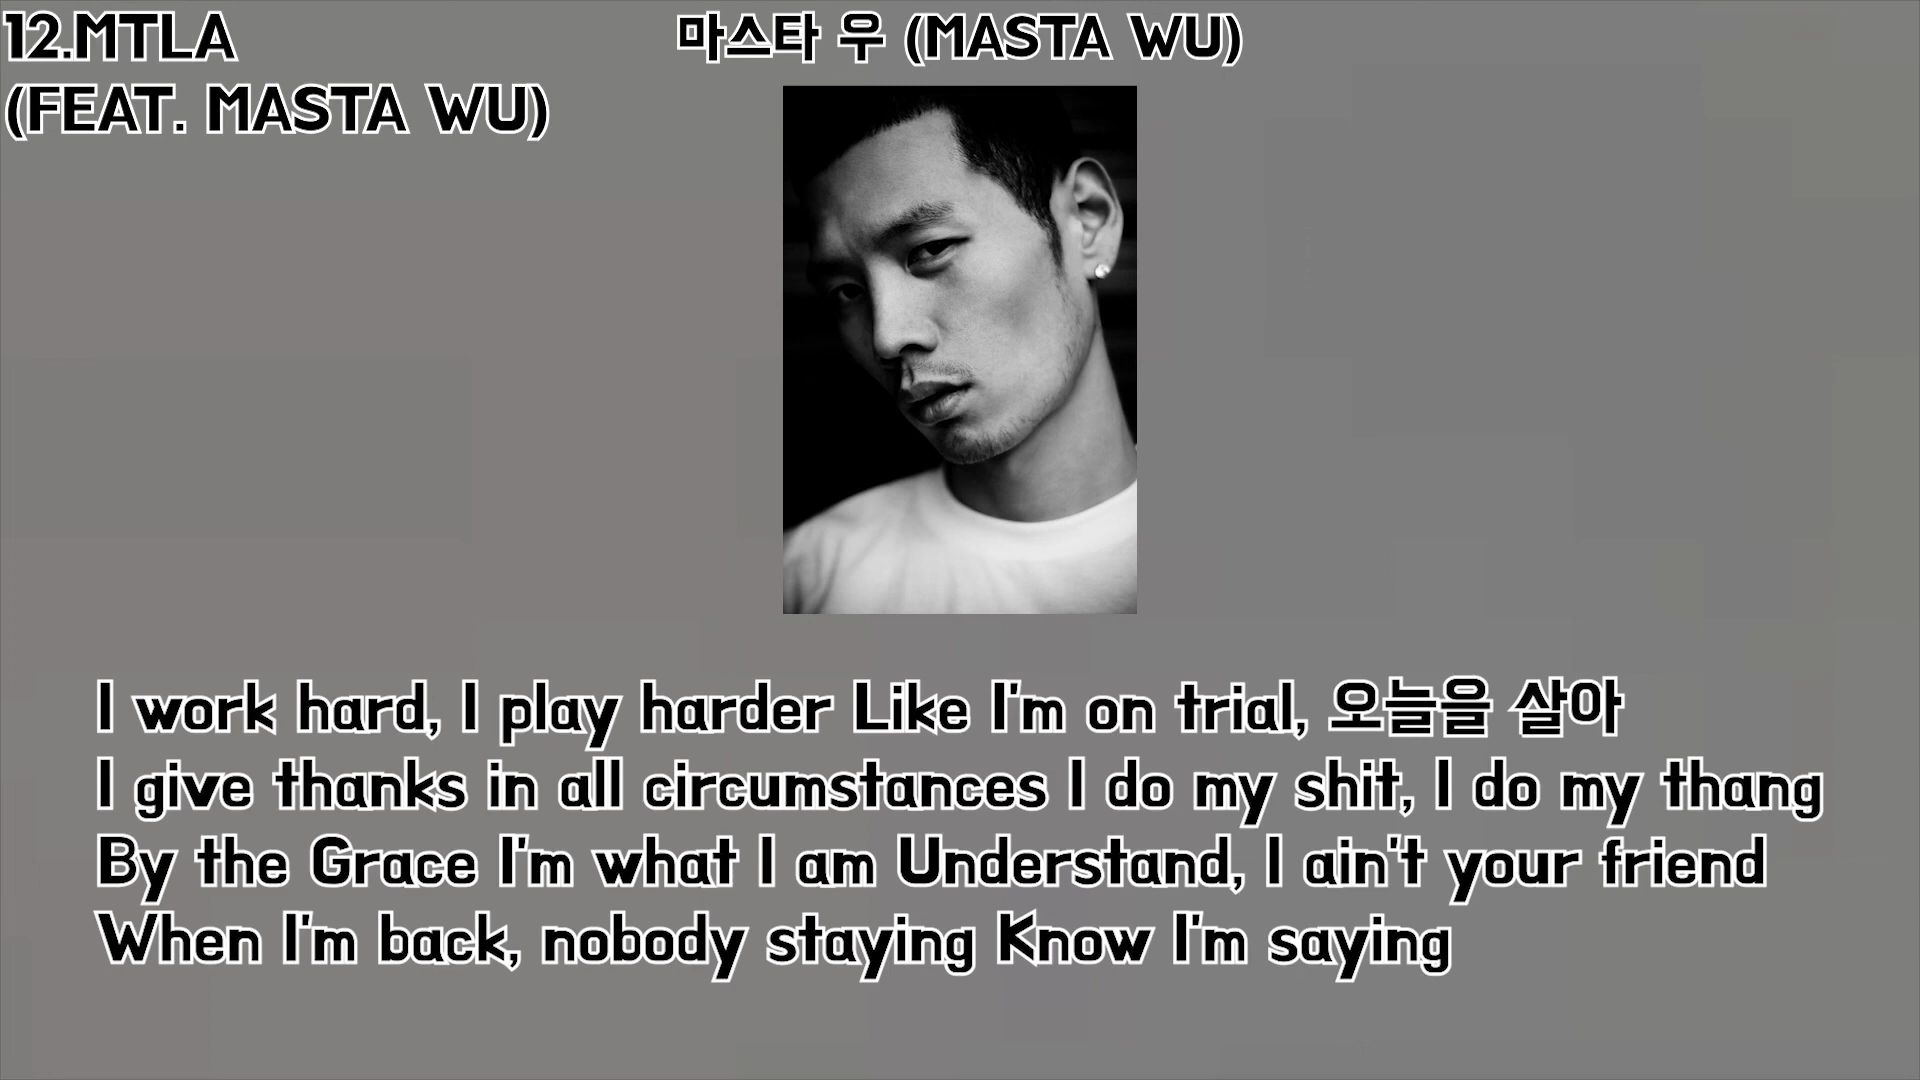 12.MTLA
(FEAT. MASTA WU)
마스타 우 (MASTA WU)
I work hard, I play harder Like I'm on trial, 오늘을 살아
I give thanks in all circumstances I do my shit, I do my thang
By the Grace I'm what I am Understand, I ain't your friend
When I'm back, nobody staying Know I'm saying